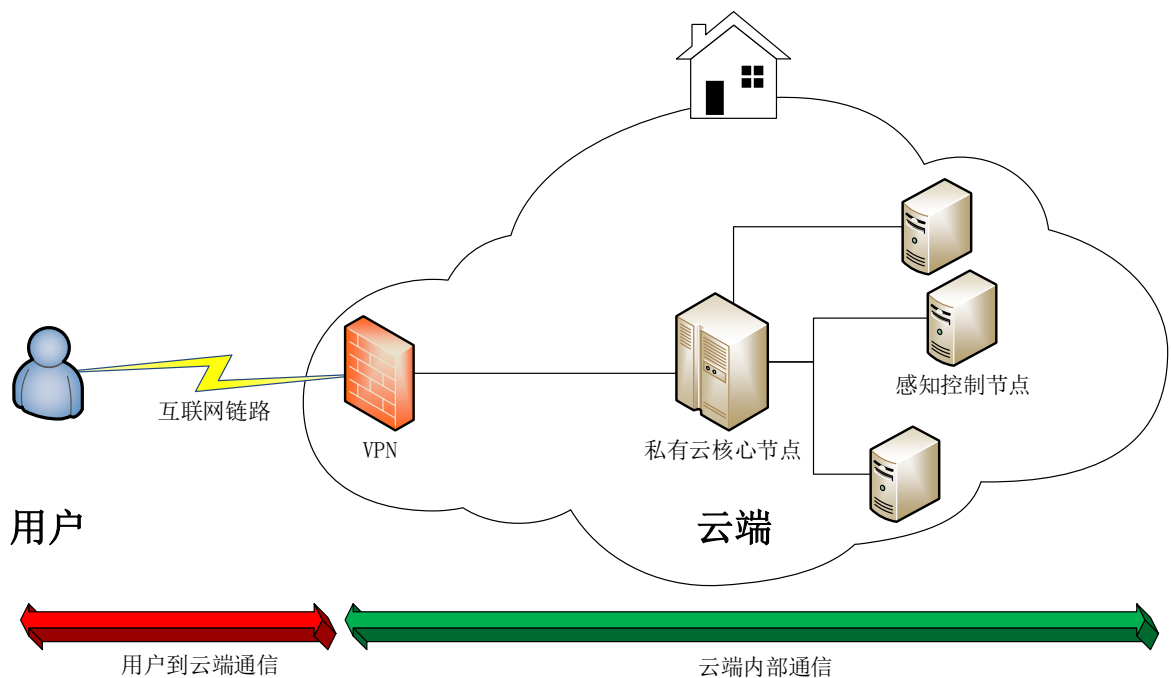 感知控制节点
互联网链路
VPN
私有云核心节点
用户
云端
用户到云端通信
云端内部通信